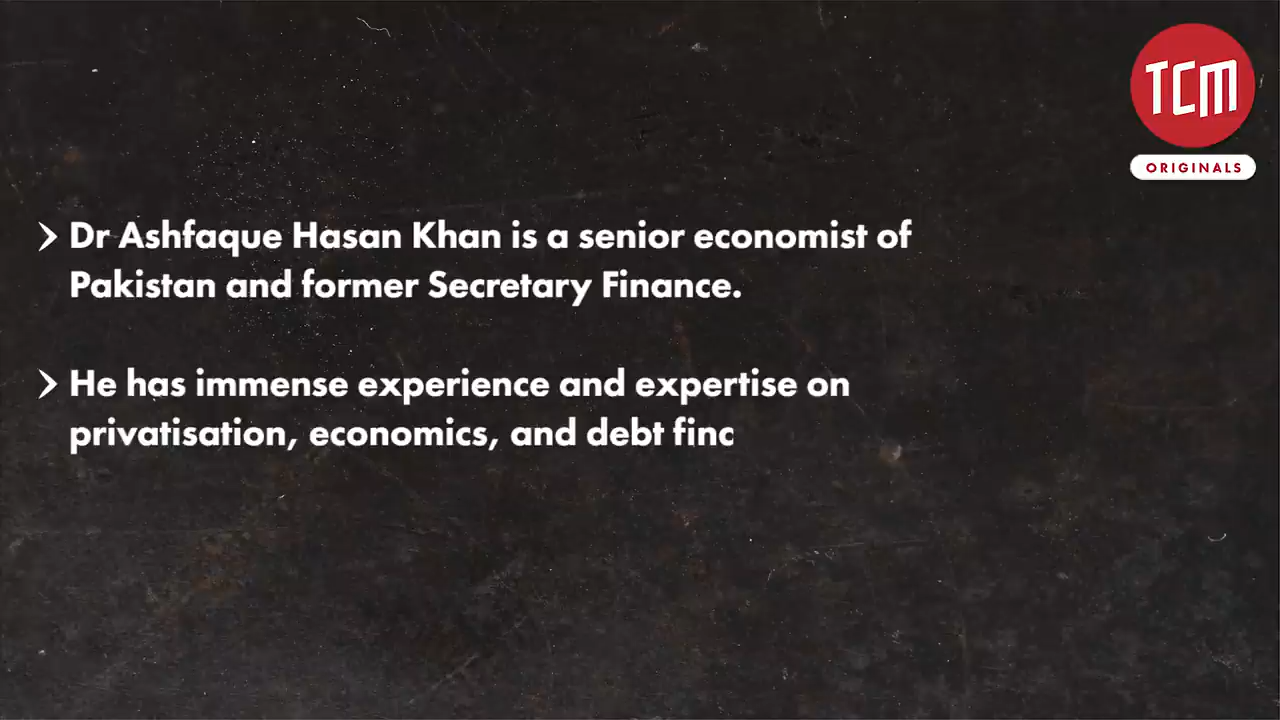 TCM
ORIGINALS
Dr Ashfaque Hasan Khan is a senior economist of
Pakistan and former Secretary Finance.
He has immense experience and expertise on
privatisation, economics, and debt